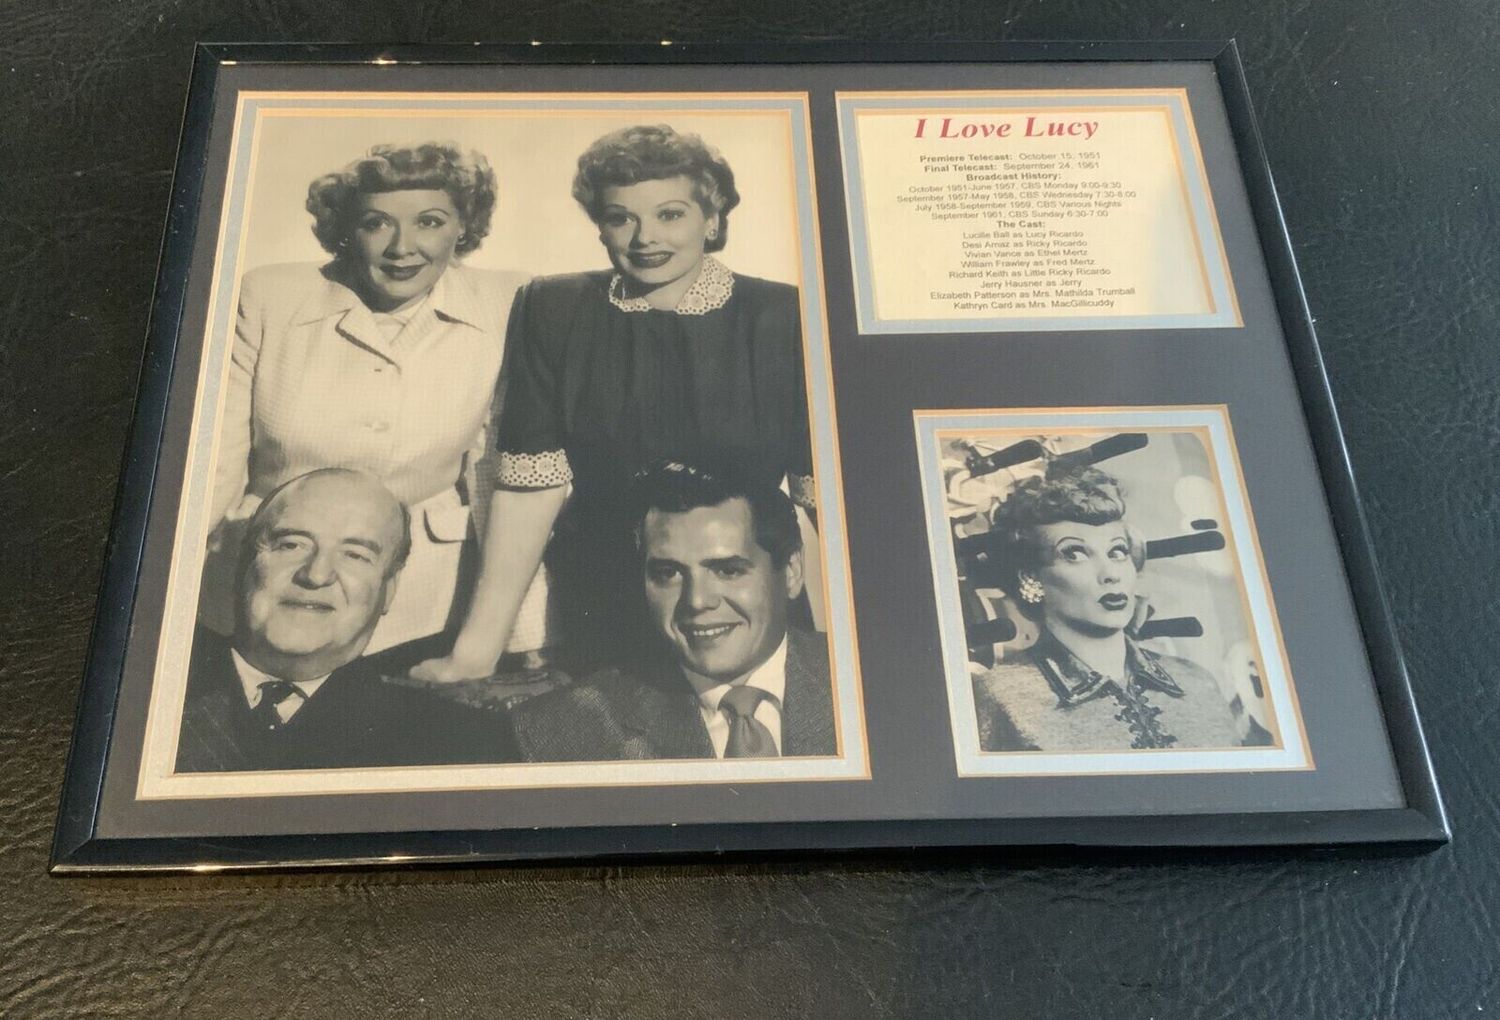 I Love Lucy
Premiere Telecast: October 15, 1951
Final Telecast: September 24, 1961
Broadcast History:
October 1951-June 1957, CBS Monday 9:00-9:30
September 1957-May 1958, CBS Wednesday 7:30-8:00
July 1958-September 1959, CBS Various Nights
September 1961, CBS Sunday 6:30-7:00
The Cast:
Lucille Ball as Lucy Ricardo
Desi Arnaz as Ricky Ricardo
Vivian Vance as Ethel Mertz
William Frawley as Fred Mertz
Richard Keith as Little Ricky Ricardo
Jerry Hausner as Jerry
Elizabeth Patterson as Mrs. Mathilda Trumball
Kathryn Card as Mrs. MacGillicuddy